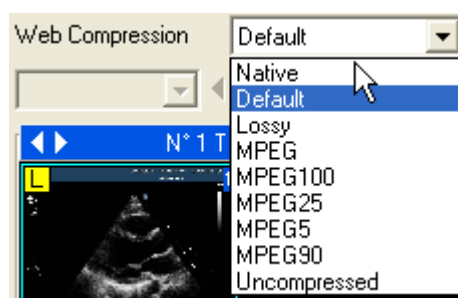 Web Compression Default
Native
Default
Lossy
N° 1 T
MPEG
L
MPEG100
MPEG25
MPEG5
MPEG90
Uncompressed